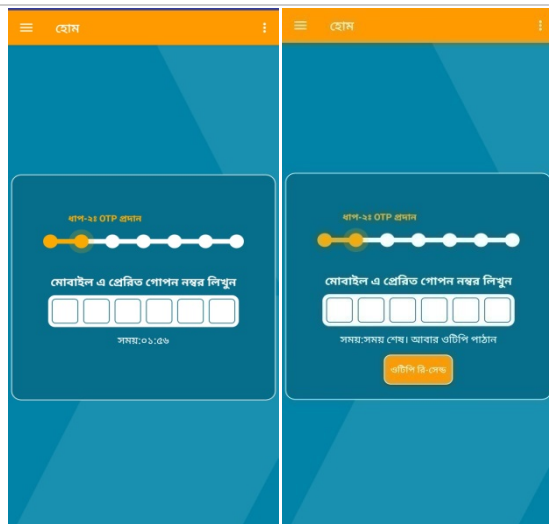 হোম
ধাপ-২ঃ OTP প্রদান
মোবাইল এ প্রেরিত গোপন নম্বর লিখুন
সময়:০১:৫৬
হোম
ধাপ-২ঃ OTP প্রদান
মোবাইল এ প্রেরিত গোপন নম্বর লিখুন
সময়:সময় শেষ। আবার ওটিপি পাঠান
ওটিপি রি-সেন্ড